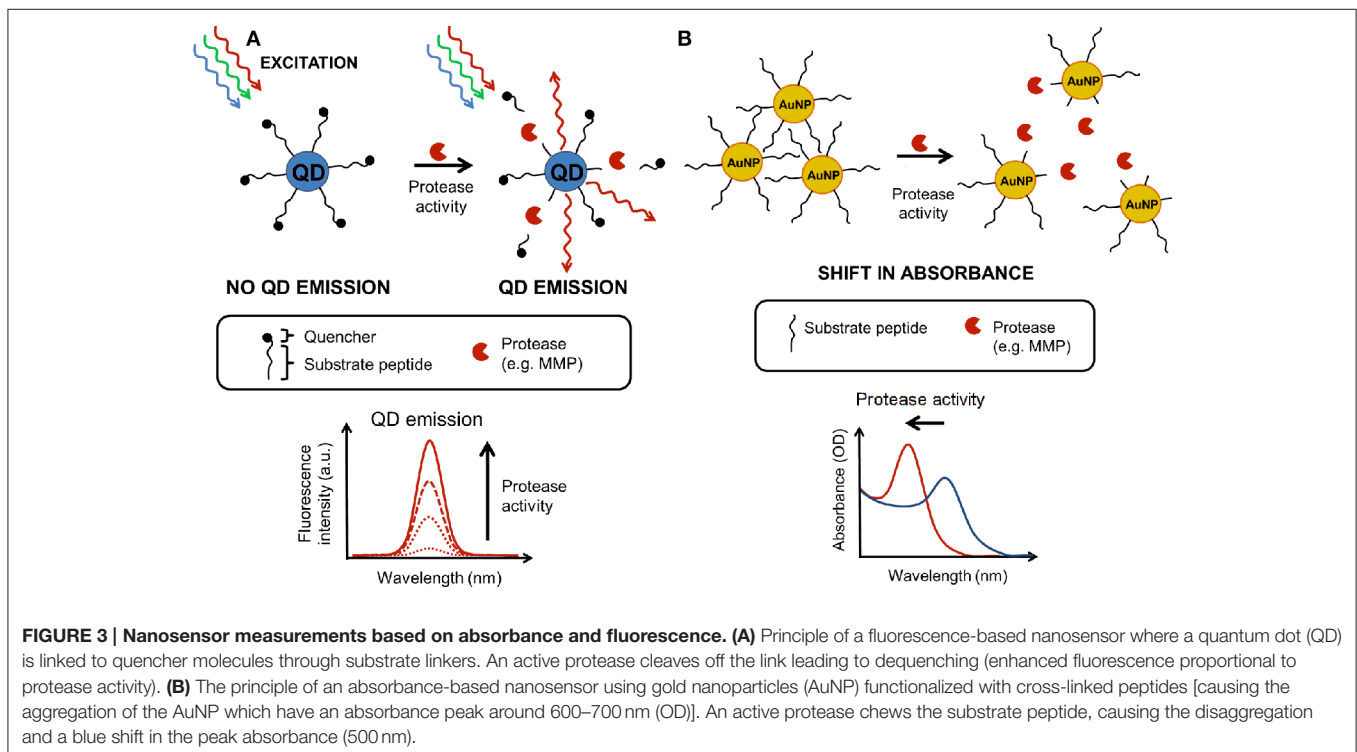 A
EXCITATION
QD
Protease
activity
QD
NO QD EMISSION
QD EMISSION
Quencher
Substrate peptide
Protease
(e.g. MMP)
QD emission
Fluorescence
intensity (a.u.)
Protease
activity
Wavelength (nm)
B
AuNP
AuNP
AuNP
Protease
activity
AuNP
AuNP
AuNP
SHIFT IN ABSORBANCE
Substrate peptide
Protease
(e.g. MMP)
Protease activity
Absorbance (OD)
Wavelength (nm)
FIGURE 3 | Nanosensor measurements based on absorbance and fluorescence. (A) Principle of a fluorescence-based nanosensor where a quantum dot (QD)
is linked to quencher molecules through substrate linkers. An active protease cleaves off the link leading to dequenching (enhanced fluorescence proportional to
protease activity). (B) The principle of an absorbance-based nanosensor using gold nanoparticles (AuNP) functionalized with cross-linked peptides [causing the
aggregation of the AuNP which have an absorbance peak around 600–700 nm (OD)]. An active protease chews the substrate peptide, causing the disaggregation
and a blue shift in the peak absorbance (500 nm).